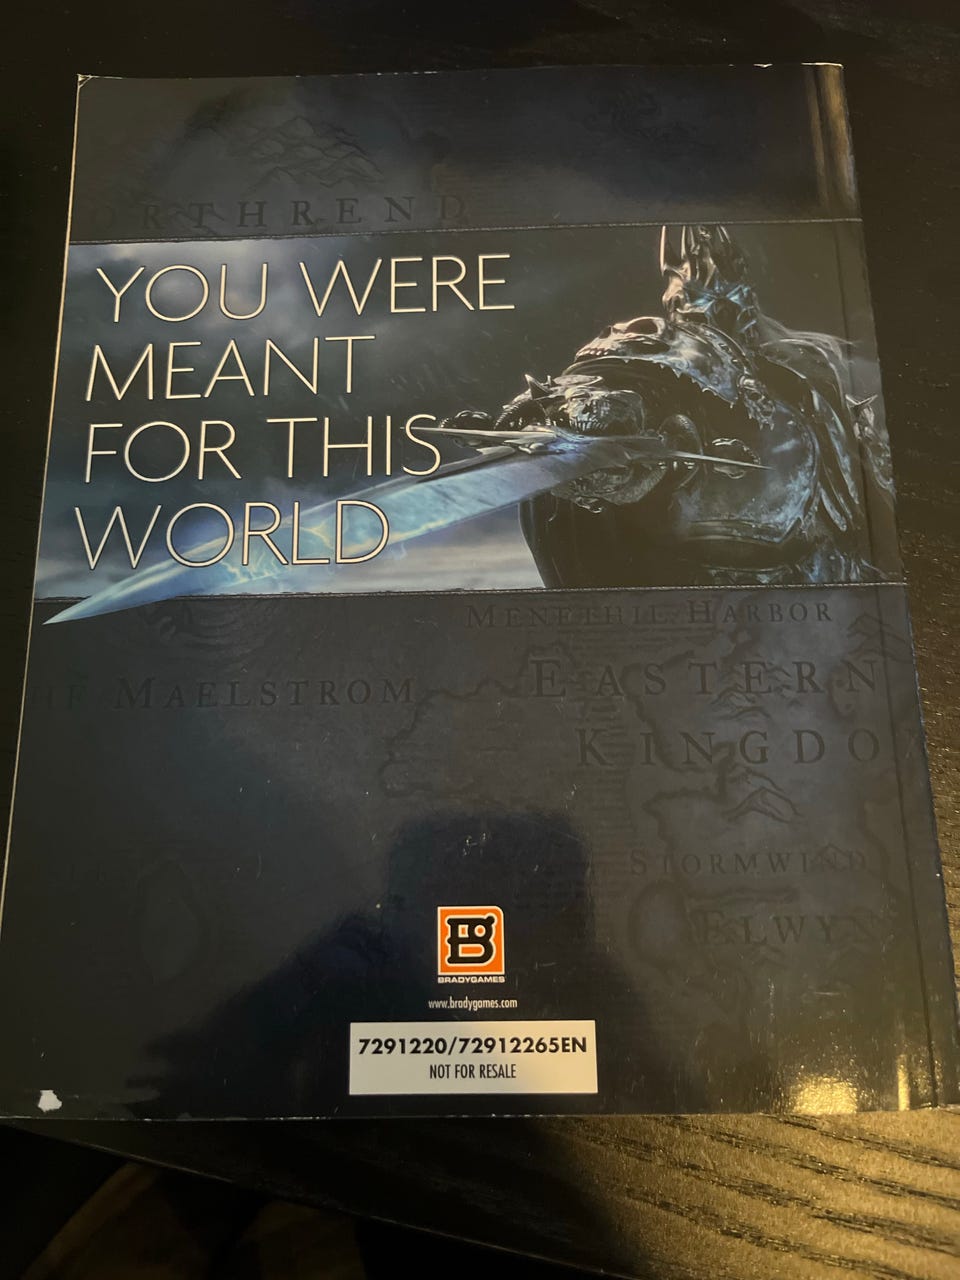 ORTHREND
YOU WERE
MEANT
FOR THIS
WORLD
MENETHIL HARBOR
MAELSTROM
EASTERN
KINGDO
STORMWIND
ELWYN
BG
BRADYGAMES
www.bradygames.com
7291220/72912265EN
NOT FOR RESALE